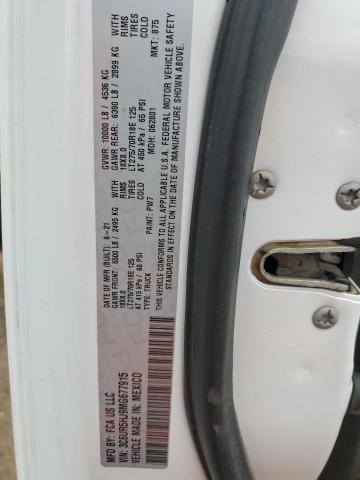 MFD BY:
FCA US LLC
DATE OF MFR (BUILT): 6-21
GVWR: 10000 LB / 4536 KG
GAWR FRONT: 5500 LB / 2495 KG
WITH
RIMS
TIRES
COLD
18X8.0
LT275/70R18E 125
AT 415 kPa / 60 PSI
GAWR REAR: 6390 LB / 2899 KG
WITH
RIMS
TIRES
COLD
18X8.0
LT275/70R18E 125
AT 450 kPa / 65 PSI
MDH: 062801
MKT: 875
TYPE: TRUCK
PAINT: PW7
THIS VEHICLE CONFORMS TO ALL APPLICABLE U.S.A. FEDERAL MOTOR VEHICLE SAFETY
STANDARDS IN EFFECT ON THE DATE OF MANUFACTURE SHOWN ABOVE.
VIN: 3C6UR5HJ9MG677915
VEHICLE MADE IN: MEXICO